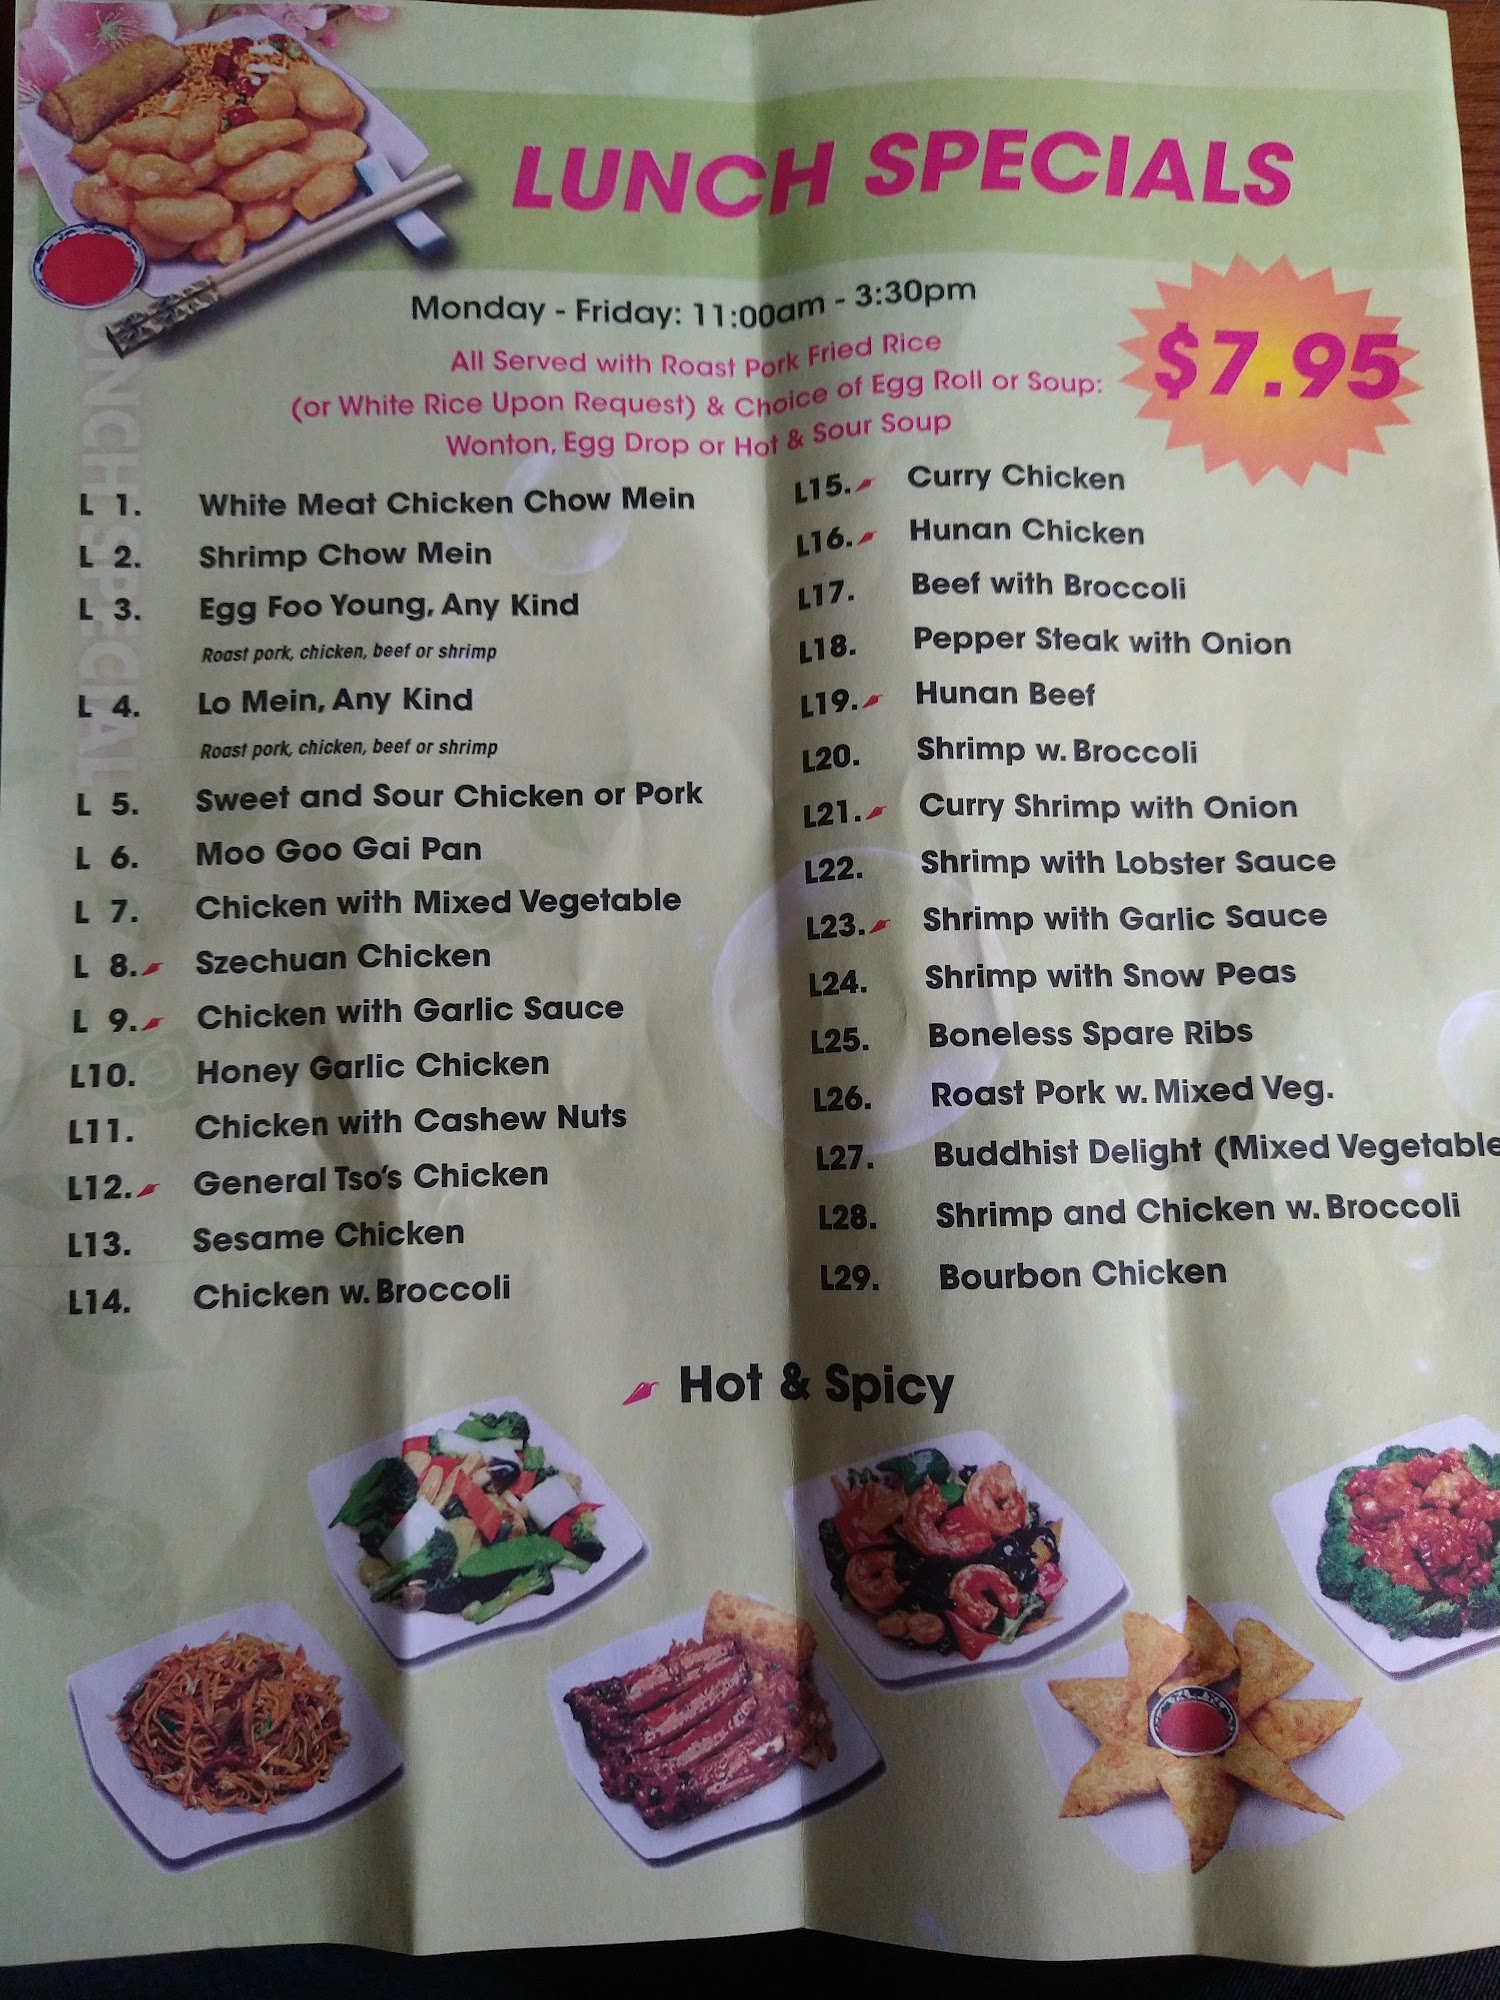 LUNCH SPECIALS
Monday - Friday: 11:00am - 3:30pm
$7.95
All Served with Roast Pork Fried Rice
(or White Rice Upon Request) & Choice of Egg Roll or Soup:
Wonton, Egg Drop or Hot & Sour Soup
L 1. White Meat Chicken Chow Mein
L 2. Shrimp Chow Mein
L 3. Egg Foo Young, Any Kind
Roast pork, chicken, beef or shrimp
L 4. Lo Mein, Any Kind
Roast pork, chicken, beef or shrimp
L 5. Sweet and Sour Chicken or Pork
L 6. Moo Goo Gai Pan
L 7. Chicken with Mixed Vegetable
L 8. Szechuan Chicken
L 9. Chicken with Garlic Sauce
L10. Honey Garlic Chicken
L11. Chicken with Cashew Nuts
L12. General Tso's Chicken
L13. Sesame Chicken
L14. Chicken w. Broccoli
L15. Curry Chicken
L16. Hunan Chicken
L17. Beef with Broccoli
L18. Pepper Steak with Onion
L19. Hunan Beef
L20. Shrimp w. Broccoli
L21. Curry Shrimp with Onion
L22. Shrimp with Lobster Sauce
L23. Shrimp with Garlic Sauce
L24. Shrimp with Snow Peas
L25. Boneless Spare Ribs
L26. Roast Pork w. Mixed Veg.
L27. Buddhist Delight (Mixed Vegetable
L28. Shrimp and Chicken w. Broccoli
L29. Bourbon Chicken
Hot & Spicy
LUNCH SPECIAL